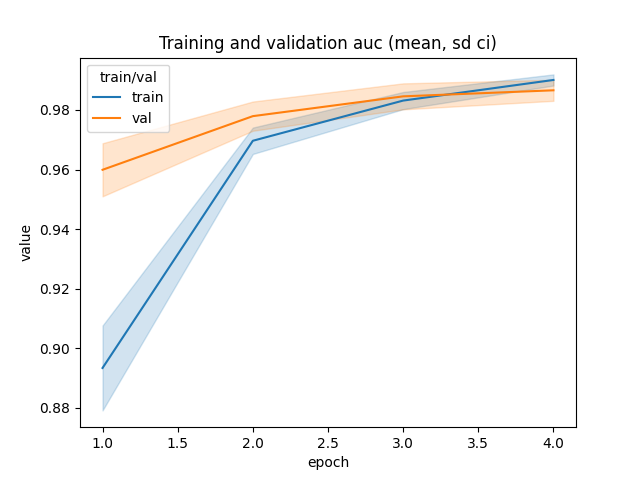 Training and validation auc (mean, sd ci)
train/val
train
val
value
0.98
0.96
0.94
0.92
0.90
0.88
1.0 1.5 2.0 2.5 3.0 3.5 4.0
epoch